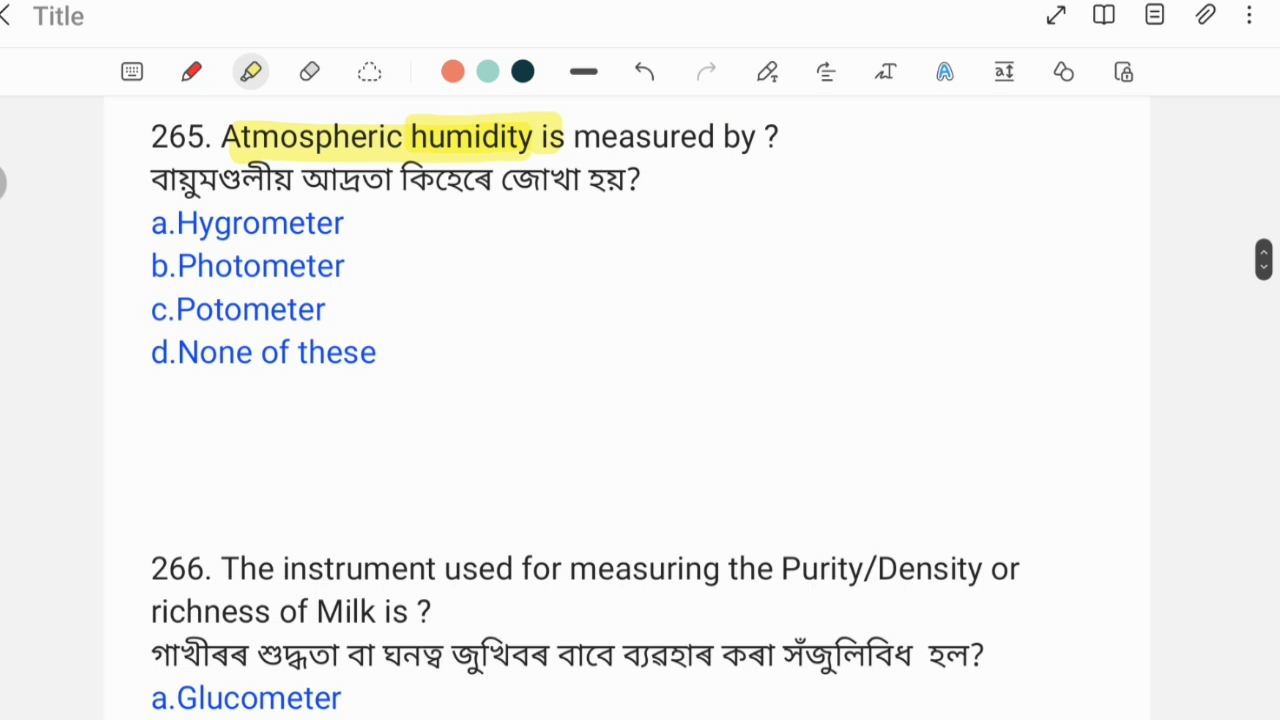 Title
265. Atmospheric humidity is measured by ?
বায়ুমণ্ডলীয় আদ্ৰতা কিহেৰে জোখা হয়?
a.Hygrometer
b.Photometer
c.Potometer
d.None of these
266. The instrument used for measuring the Purity/Density or
richness of Milk is ?
গাখীৰৰ শুদ্ধতা বা ঘনত্ব জুখিবৰ বাবে ব্যৱহাৰ কৰা সঁজুলিবিধ হল?
a.Glucometer